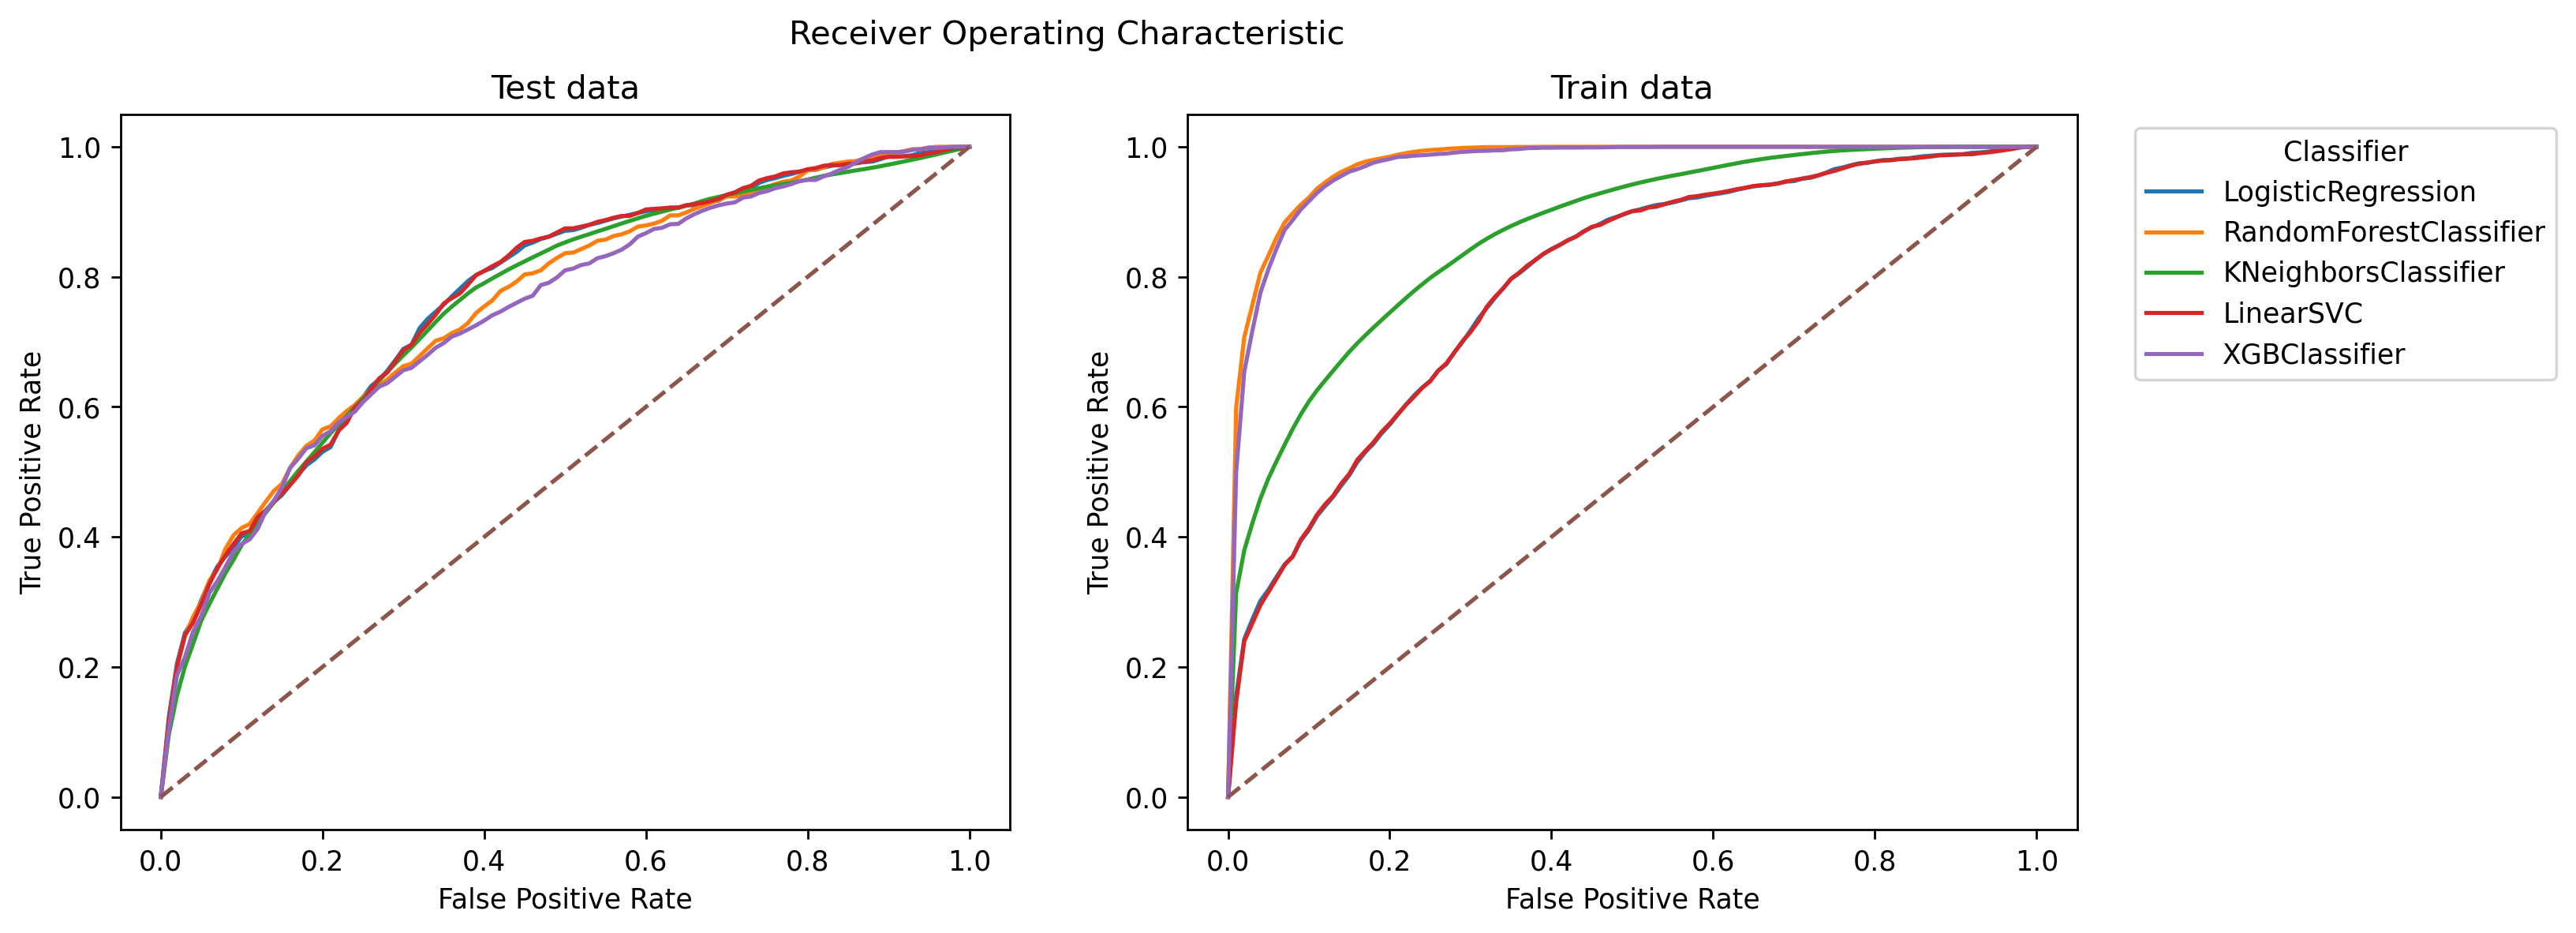 Receiver Operating Characteristic
Test data
1.0
0.8
0.6
0.4
0.2
0.0
True Positive Rate
0.0 0.2 0.4 0.6 0.8 1.0
False Positive Rate
Train data
1.0
0.8
0.6
0.4
0.2
0.0
True Positive Rate
0.0 0.2 0.4 0.6 0.8 1.0
False Positive Rate
Classifier
LogisticRegression
RandomForestClassifier
KNeighborsClassifier
LinearSVC
XGBClassifier